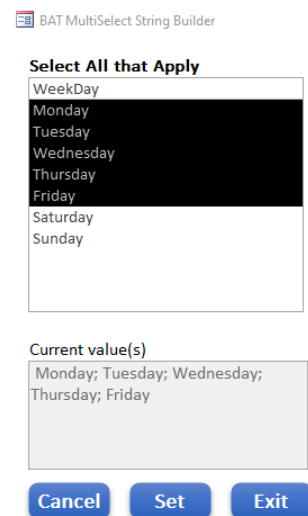 BAT MultiSelect String Builder
Select All that Apply
WeekDay
Monday
Tuesday
Wednesday
Thursday
Friday
Saturday
Sunday
Current value(s)
Monday; Tuesday; Wednesday;
Thursday; Friday
Cancel Set Exit